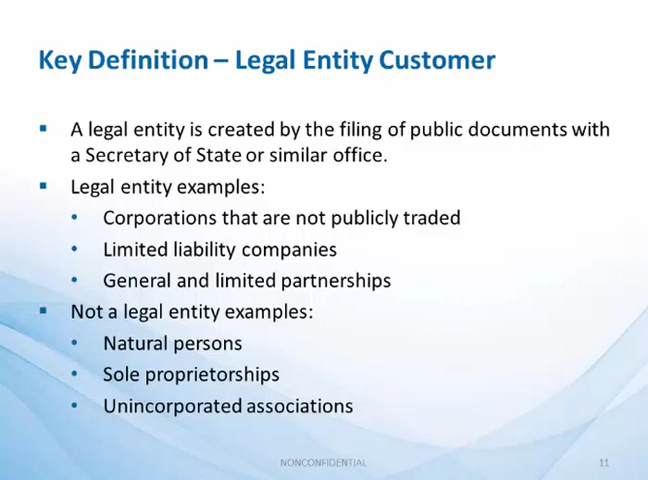 Key Definition – Legal Entity Customer
▪ A legal entity is created by the filing of public documents with
a Secretary of State or similar office.
▪ Legal entity examples:
• Corporations that are not publicly traded
• Limited liability companies
• General and limited partnerships
▪ Not a legal entity examples:
• Natural persons
• Sole proprietorships
• Unincorporated associations
NONCONFIDENTIAL
11